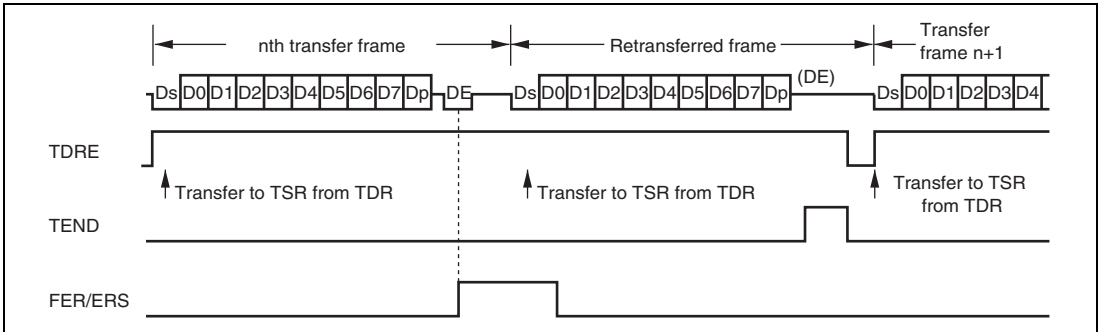 nth transfer frame
Retransferred frame
Transfer
frame n+1
Ds D0 D1 D2 D3 D4 D5 D6 D7 Dp DE
Ds D0 D1 D2 D3 D4 D5 D6 D7 Dp
(DE)
Ds D0 D1 D2 D3 D4
TDRE
Transfer to TSR from TDR
Transfer to TSR from TDR
Transfer to TSR
from TDR
TEND
FER/ERS